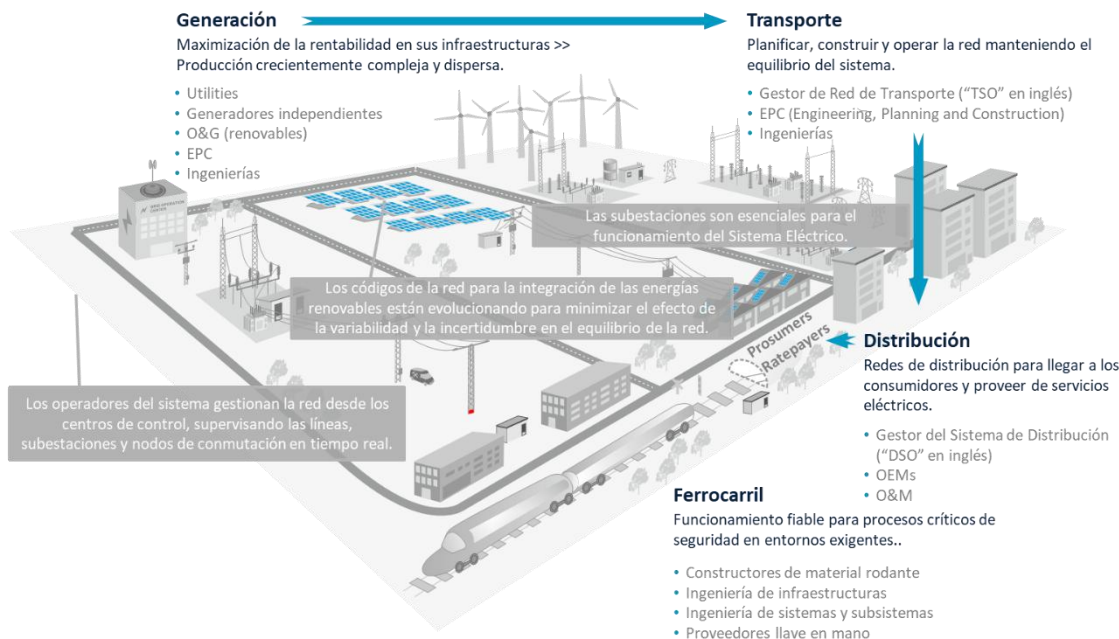 Generación
Maximización de la rentabilidad en sus infraestructuras >>
Producción crecientemente compleja y dispersa.
• Utilities
• Generadores independientes
• O&G (renovables)
• EPC
• Ingenierías
Transporte
Planificar, construir y operar la red manteniendo el
equilibrio del sistema.
• Gestor de Red de Transporte (“TSO” en inglés)
• EPC (Engineering, Planning and Construction)
• Ingenierías
GRID OPERATION
CENTER
Las subestaciones son esenciales para el
funcionamiento del Sistema Eléctrico.
Los códigos de la red para la integración de las energías
renovables están evolucionando para minimizar el efecto de
la variabilidad y la incertidumbre en el equilibrio de la red.
Los operadores del sistema gestionan la red desde los
centros de control, supervisando las líneas,
subestaciones y nodos de conmutación en tiempo real.
Prosumers
Ratepayers
Distribución
Redes de distribución para llegar a los
consumidores y proveer de servicios
eléctricos.
• Gestor del Sistema de Distribución
(“DSO” en inglés)
• OEMs
• O&M
Ferrocarril
Funcionamiento fiable para procesos críticos de
seguridad en entornos exigentes..
• Constructores de material rodante
• Ingeniería de infraestructuras
• Ingeniería de sistemas y subsistemas
• Proveedores llave en mano